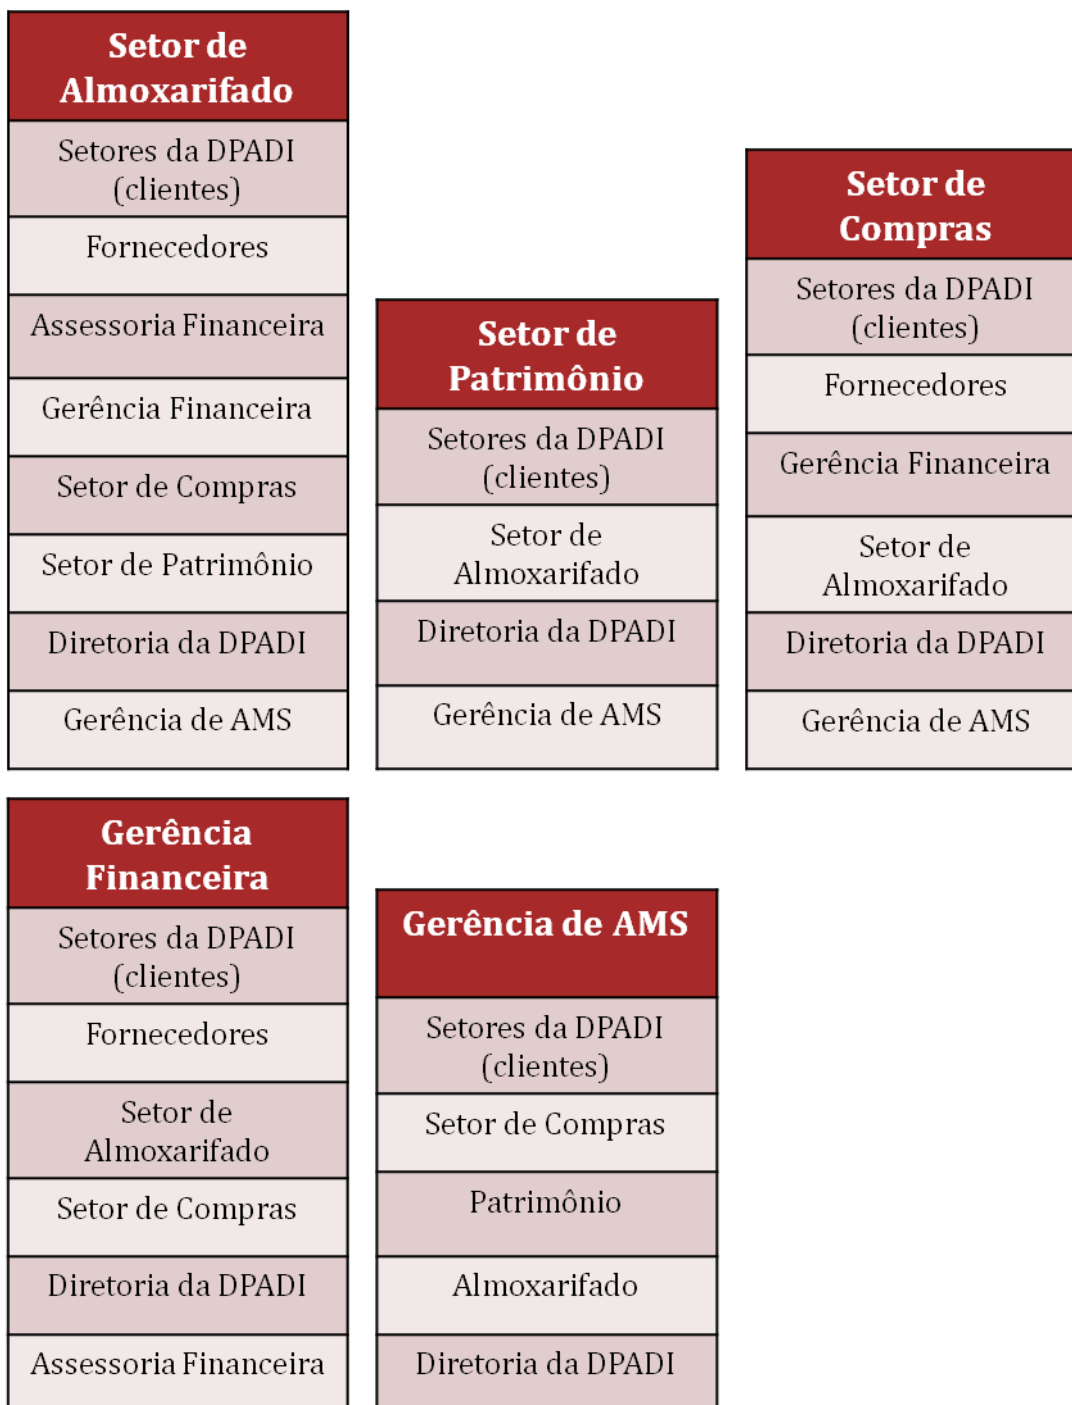 Setor de
Almoxarifado
Setores da DPADI
(clientes)
Fornecedores
Assessoria Financeira
Gerência Financeira
Setor de Compras
Setor de Patrimônio
Diretoria da DPADI
Gerência de AMS
Setor de
Patrimônio
Setores da DPADI
(clientes)
Setor de
Almoxarifado
Diretoria da DPADI
Gerência de AMS
Setor de
Compras
Setores da DPADI
(clientes)
Fornecedores
Gerência Financeira
Setor de
Almoxarifado
Diretoria da DPADI
Gerência de AMS
Gerência
Financeira
Setores da DPADI
(clientes)
Fornecedores
Setor de
Almoxarifado
Setor de Compras
Diretoria da DPADI
Assessoria Financeira
Gerência de AMS
Setores da DPADI
(clientes)
Setor de Compras
Patrimônio
Almoxarifado
Diretoria da DPADI